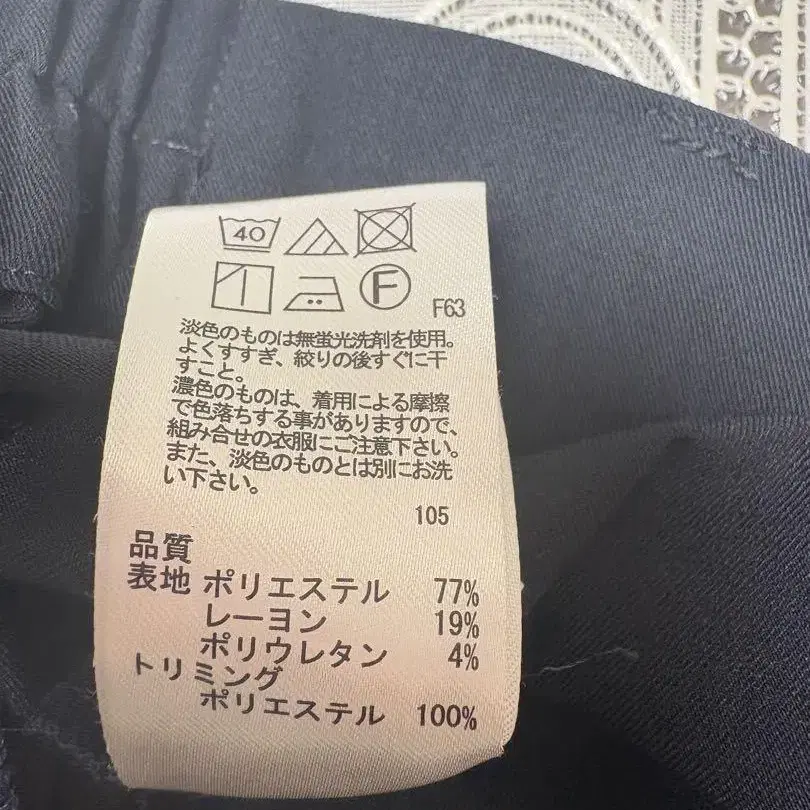 40
F F63
淡色のものは無蛍光洗剤を使用。
よくすすぎ、絞りの後すぐに干
すこと。
濃色のものは、着用による摩擦
で色落ちする事がありますので、
組み合せの衣服にご注意下さい。
また、淡色のものとは別にお洗
い下さい。
105
品質
表地 ポリエステル 77%
レーヨン 19%
ポリウレタン 4%
トリミング
ポリエステル 100%